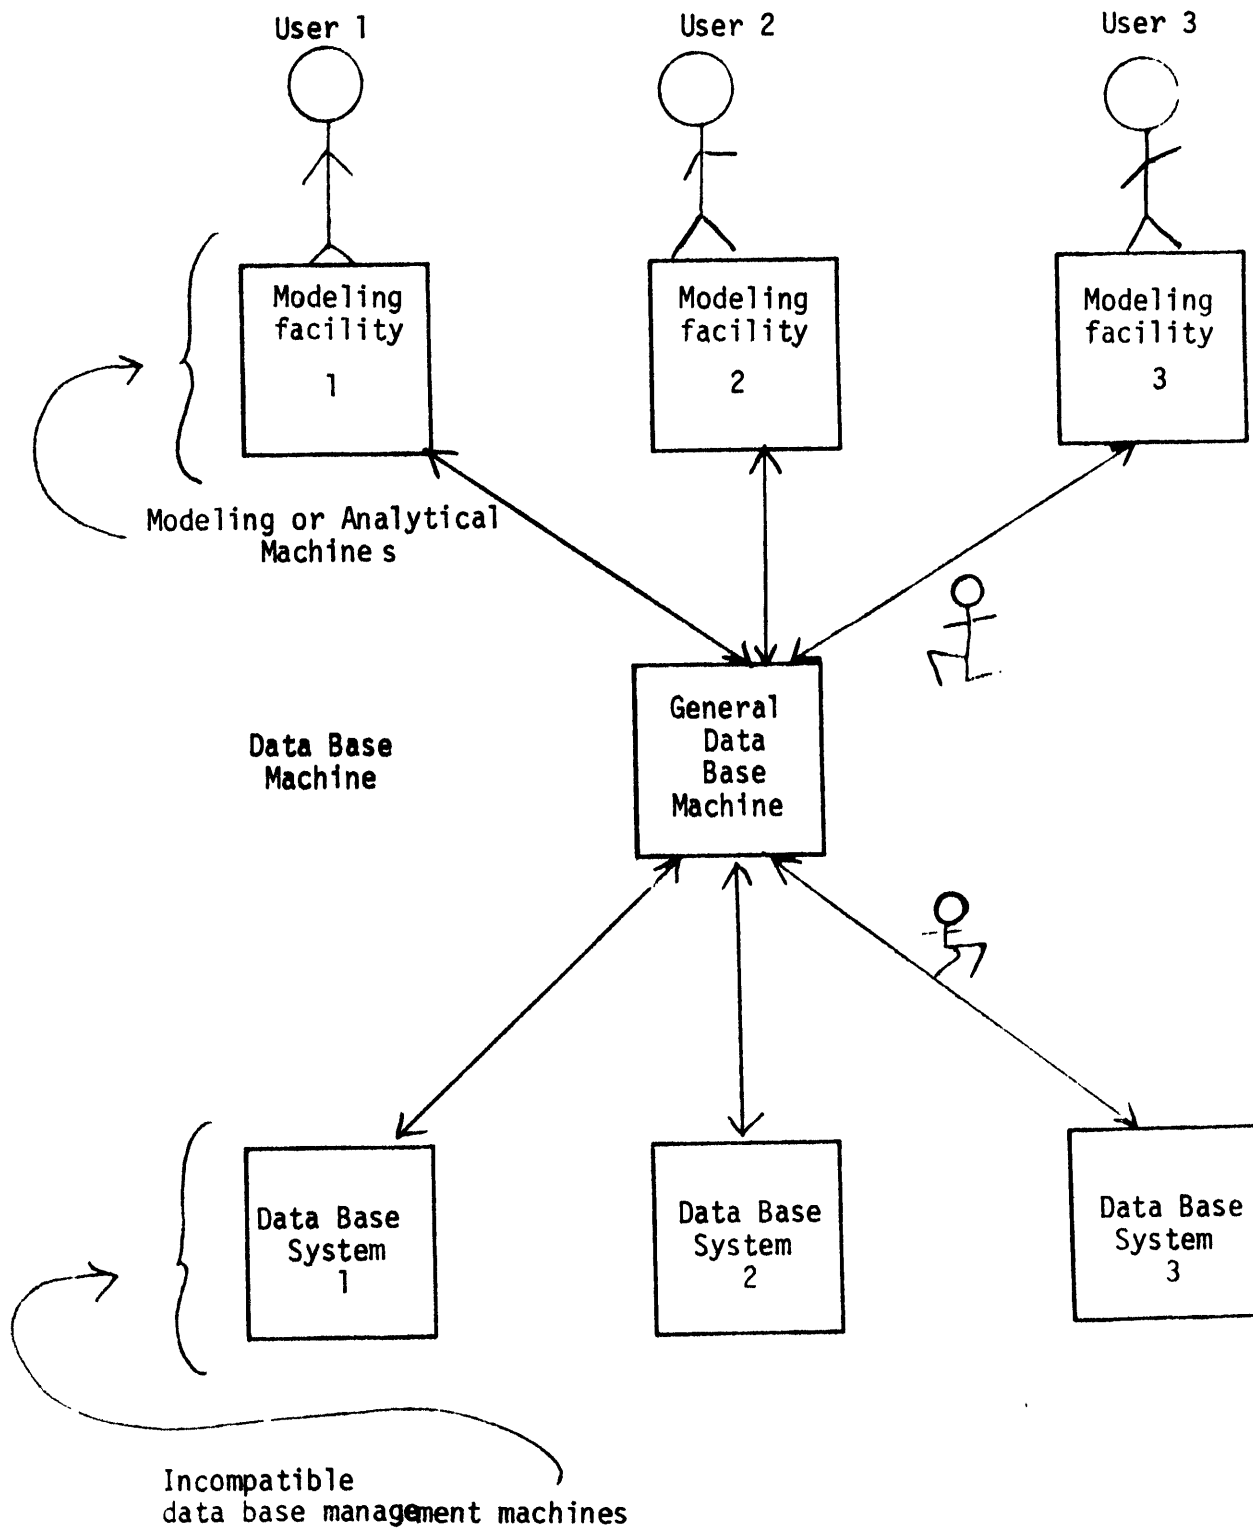 User 1
User 2
User 3
Modeling
facility
1
Modeling
facility
2
Modeling
facility
3
Modeling or Analytical
Machines
Data Base
Machine
General
Data
Base
Machine
Data Base
System
1
Data Base
System
2
Data Base
System
3
Incompatible
data base management machines